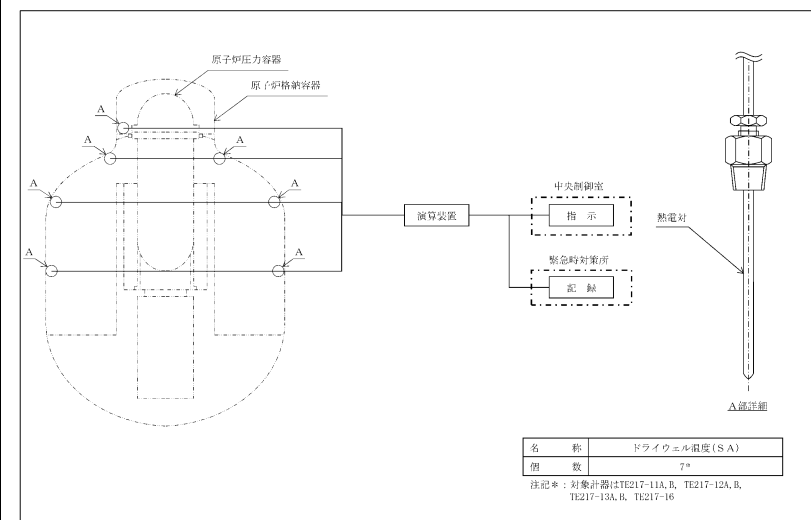 原子炉圧力容器
原子炉格納容器
A
A
A
A
A
A
A
演算装置
中央制御室
指 示
緊急時対策所
記 録
熱電対
A部詳細
名 称 ドライウェル温度(SA)
個 数 7*
注記*:対象計器はTE217-11A,B, TE217-12A,B,
TE217-13A,B, TE217-16